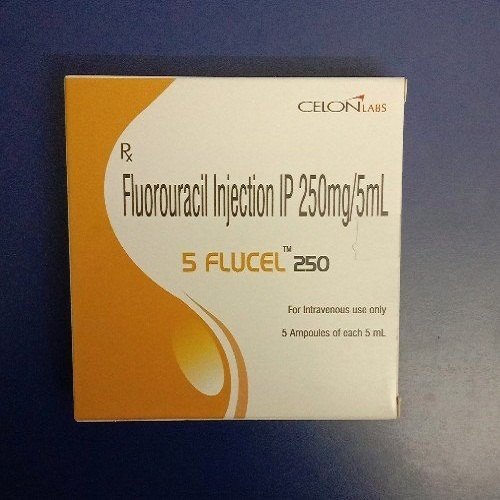 CELON LABS
Rx
Fluorouracil Injection IP 250mg/5mL
5 FLUCEL™ 250
For Intravenous use only
5 Ampoules of each 5 mL